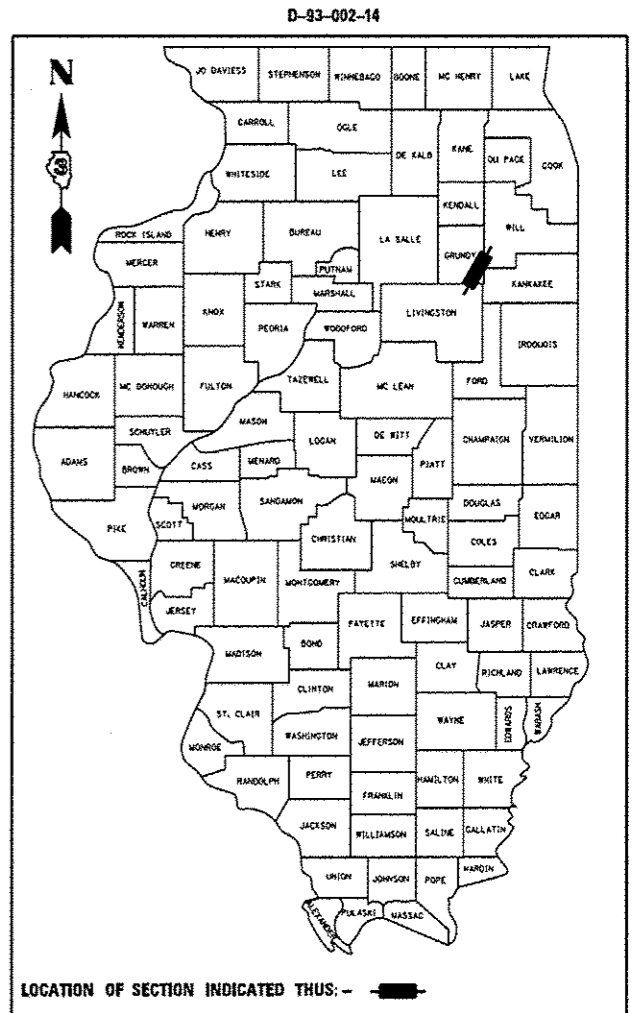 D-93-002-14
JO DAVIESS STEPHENSON WINNEBAGO BOONE MC HENRY LAKE
N
CARROLL OGLE
DE KALB KANE DU PAGE COOK
WHITESIDE LEE
KENDALL
ROCK ISLAND HENRY BUREAU LA SALLE GRUNDY WILL
MERCER PUTNAM
STARK MARSHALL KANKAKEE
HENDERSON WARREN KNOX LIVINGSTON
PEORIA WOODFORD IROQUOIS
HANCOCK MC DONOUGH FULTON TAZEWELL MC LEAN FORD
MASON
SCHUYLER LOGAN DE WITT CHAMPAIGN VERMILION
ADAMS BROWN CASS MENARD PIATT
MACON
PIKE SCOTT MORGAN SANGAMON MOULTRIE DOUGLAS EDGAR
CHRISTIAN COLES
GREENE SHELBY
CALHOUN MACOUPIN MONTGOMERY CUMBERLAND CLARK
JERSEY
FAYETTE EFFINGHAM JASPER CRAWFORD
MADISON BOND
CLAY RICHLAND LAWRENCE
CLINTON MARION
ST. CLAIR WAYNE EDWARDS WABASH
MONROE WASHINGTON JEFFERSON
RANDOLPH PERRY HAMILTON WHITE
FRANKLIN
JACKSON WILLIAMSON SALINE GALLATIN
UNION JOHNSON POPE HARDIN
ALEXANDER PULASKI MASSAC
LOCATION OF SECTION INDICATED THUS: -